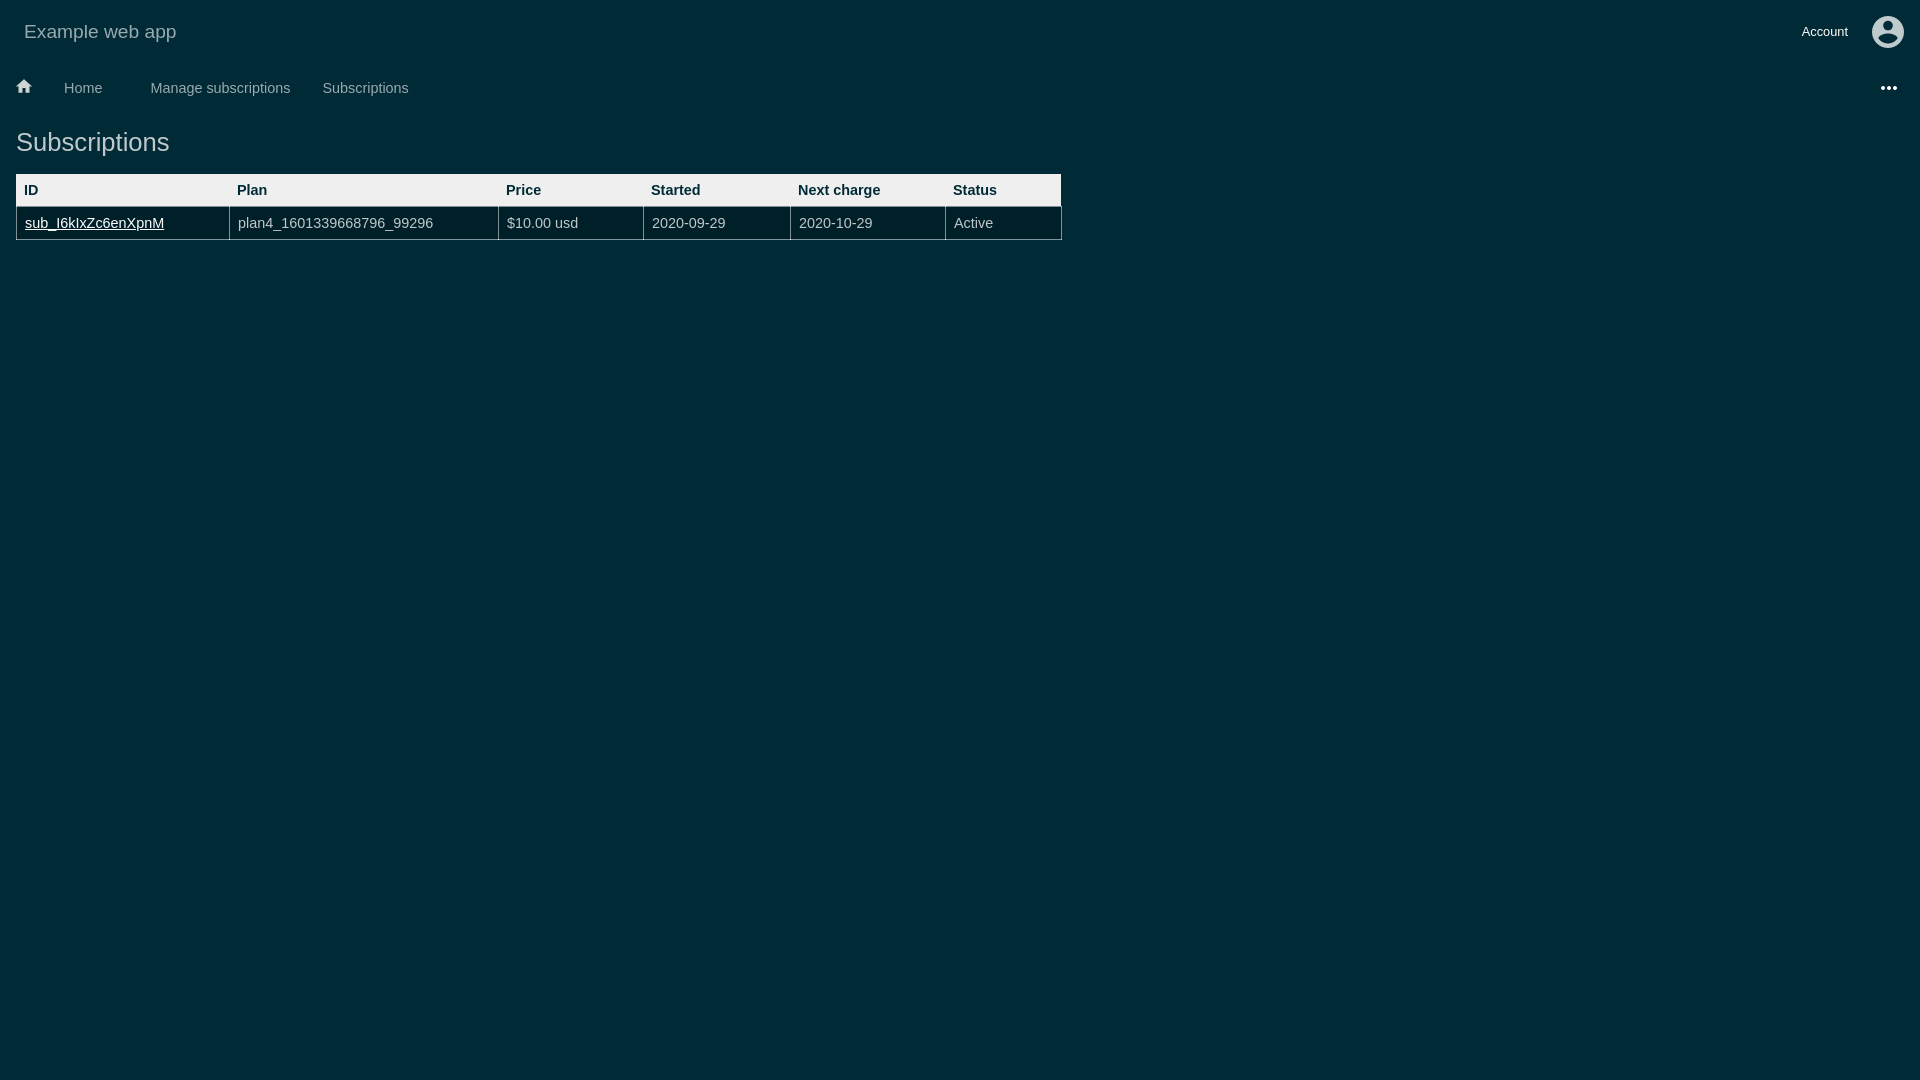 Example web app
Account
Home Manage subscriptions Subscriptions
Subscriptions
ID Plan Price Started Next charge Status
sub_I6kIxZc6enXpnM plan4_1601339668796_99296 $10.00 usd 2020-09-29 2020-10-29 Active